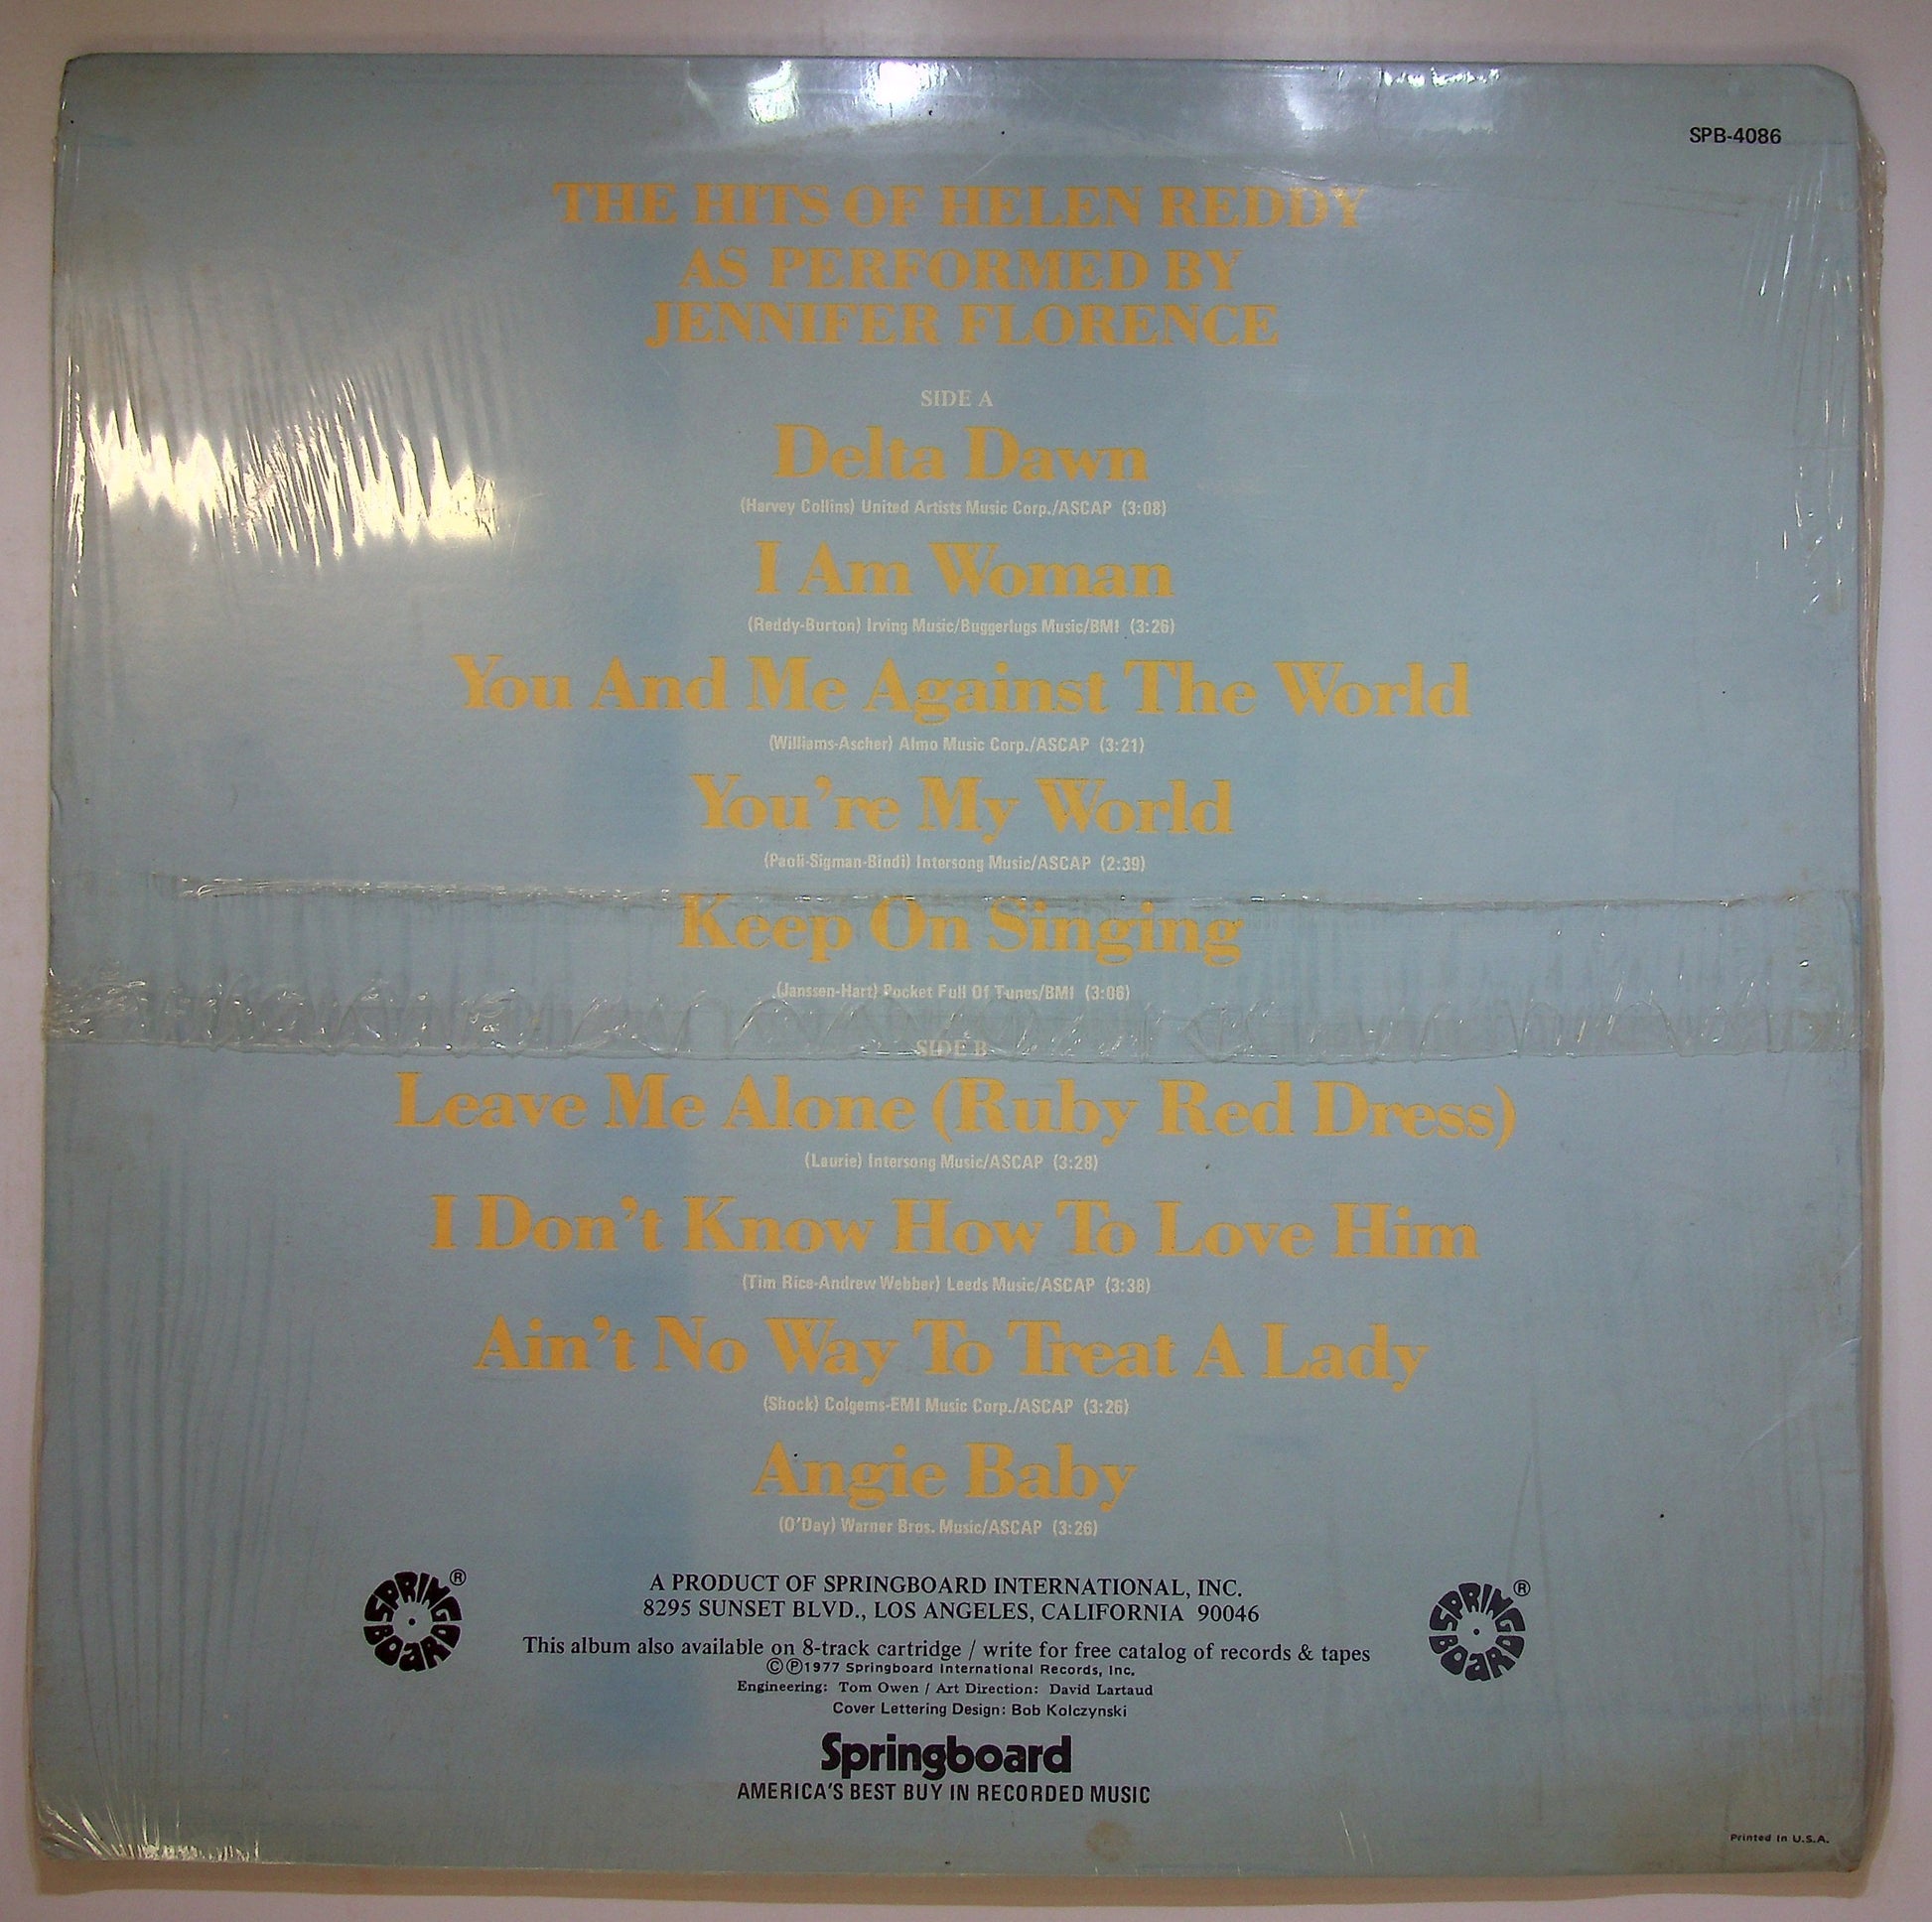 SPB-4086
THE HITS OF HELEN REDDY
AS PERFORMED BY
JENNIFER FLORENCE
SIDE A
Delta Dawn
(Harvey Collins) United Artists Music Corp./ASCAP (3:08)
I Am Woman
(Reddy-Burton) Irving Music/Buggerlugs Music/BMI (3:26)
You And Me Against The World
(Williams-Ascher) Almo Music Corp./ASCAP (3:21)
You're My World
(Paoli-Sigman-Bindi) Intersong Music/ASCAP (2:39)
Keep On Singing
(Janssen-Hart) Pocket Full Of Tunes/BMI (3:06)
SIDE B
Leave Me Alone (Ruby Red Dress)
(Laurie) Intersong Music/ASCAP (3:28)
I Don't Know How To Love Him
(Tim Rice-Andrew Webber) Leeds Music/ASCAP (3:38)
Ain't No Way To Treat A Lady
(Shock) Colgems-EMI Music Corp./ASCAP (3:26)
Angie Baby
(O'Day) Warner Bros. Music/ASCAP (3:26)
SPRING BOARD ®
A PRODUCT OF SPRINGBOARD INTERNATIONAL, INC.
8295 SUNSET BLVD., LOS ANGELES, CALIFORNIA 90046
SPRING BOARD ®
This album also available on 8-track cartridge / write for free catalog of records & tapes
©℗1977 Springboard International Records, Inc.
Engineering: Tom Owen / Art Direction: David Lartaud
Cover Lettering Design: Bob Kolczynski
Springboard
AMERICA'S BEST BUY IN RECORDED MUSIC
Printed in U.S.A.